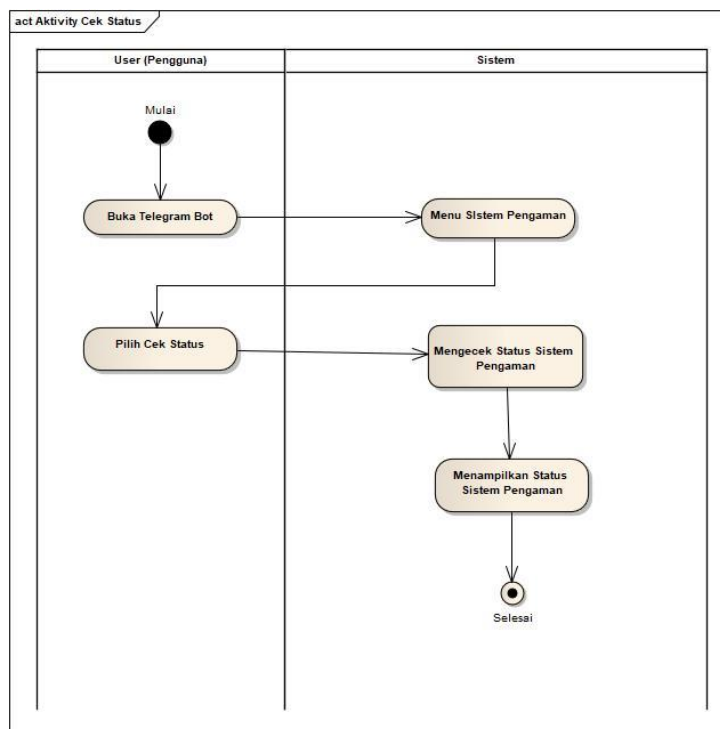 act Aktivity Cek Status
User (Pengguna)
Sistem
Mulai
Buka Telegram Bot
Menu SIstem Pengaman
Pilih Cek Status
Mengecek Status Sistem
Pengaman
Menampilkan Status
Sistem Pengaman
Selesai